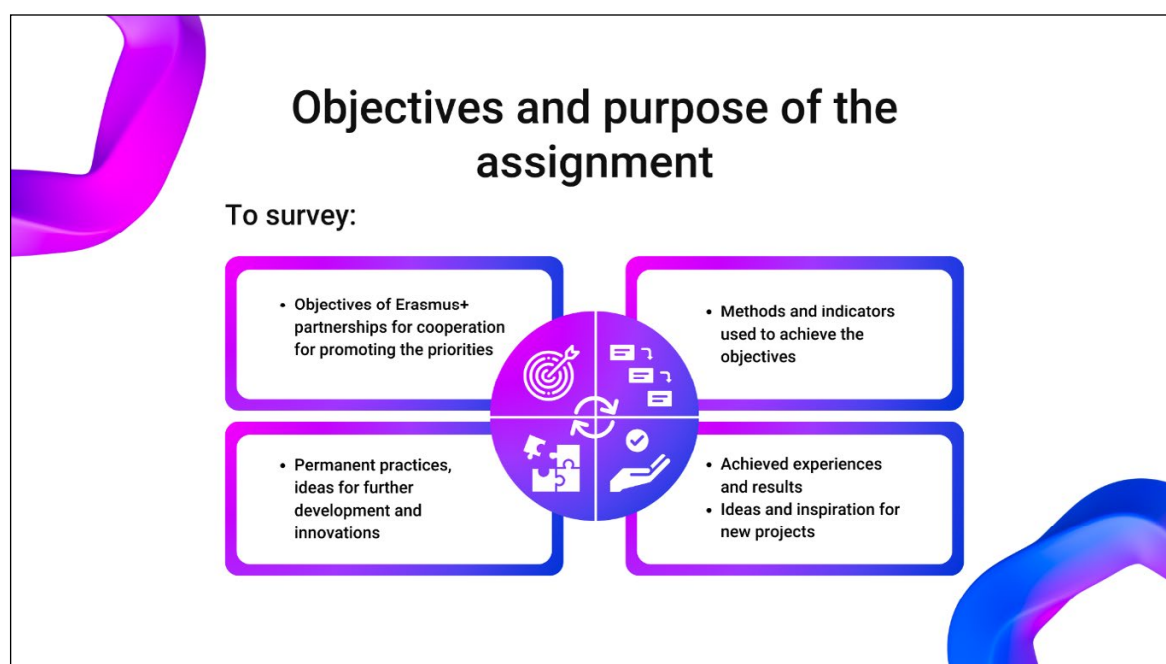 Objectives and purpose of the
assignment
To survey:
• Objectives of Erasmus+
partnerships for cooperation
for promoting the priorities
• Methods and indicators
used to achieve the
objectives
• Permanent practices,
ideas for further
development and
innovations
• Achieved experiences
and results
• Ideas and inspiration for
new projects